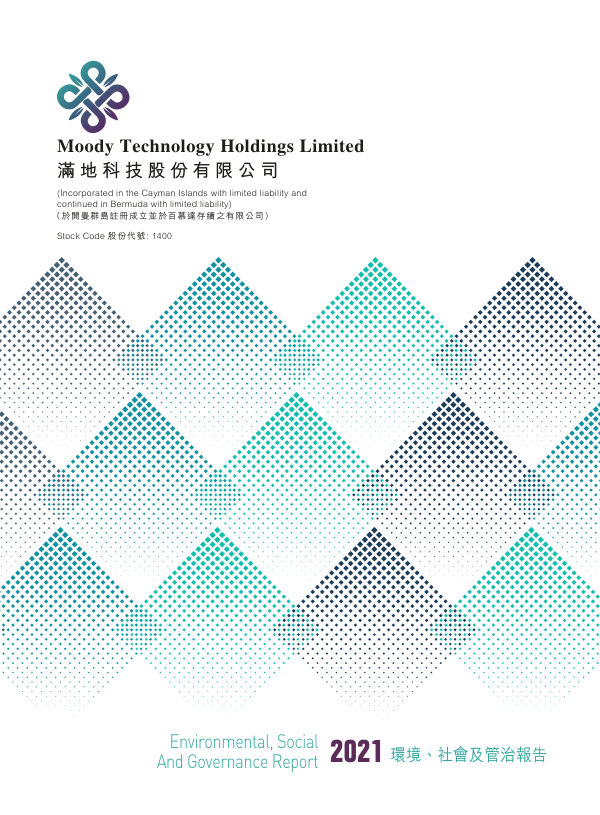 Moody Technology Holdings Limited
滿地科技股份有限公司
(Incorporated in the Cayman Islands with limited liability and
continued in Bermuda with limited liability)
(於開曼群島註冊成立並於百慕達存續之有限公司)
Stock Code 股份代號: 1400
Environmental, Social
And Governance Report
2021 環境、社會及管治報告